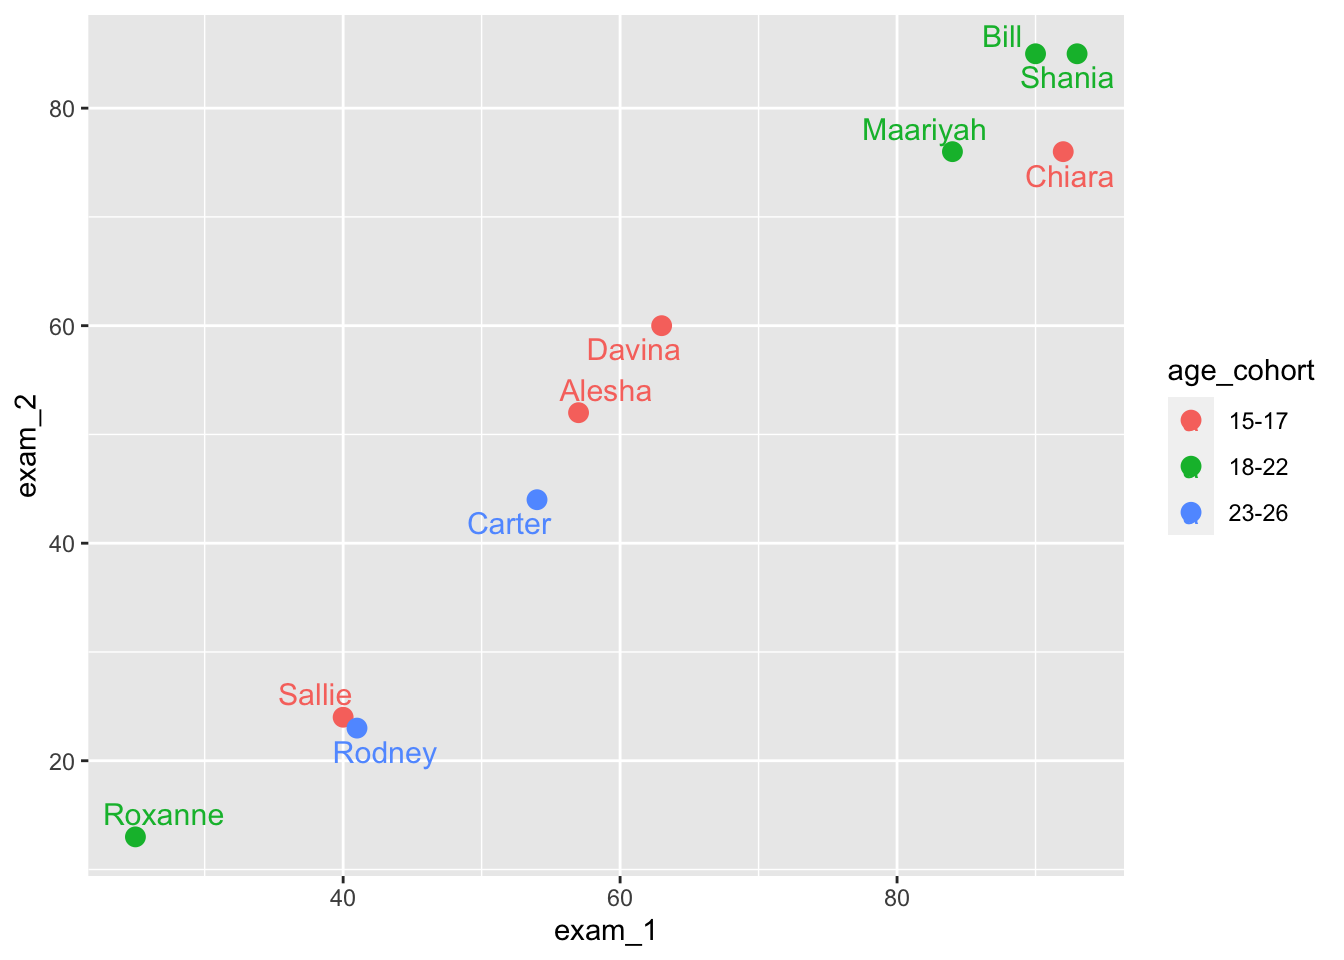 Bill
Shania
80
Maariyah
Chiara
60
Davina
age_cohort
Alesha
15-17
exam_2
18-22
Carter
23-26
40
Sallie
Rodney
20
Roxanne
40 60 80
exam_1